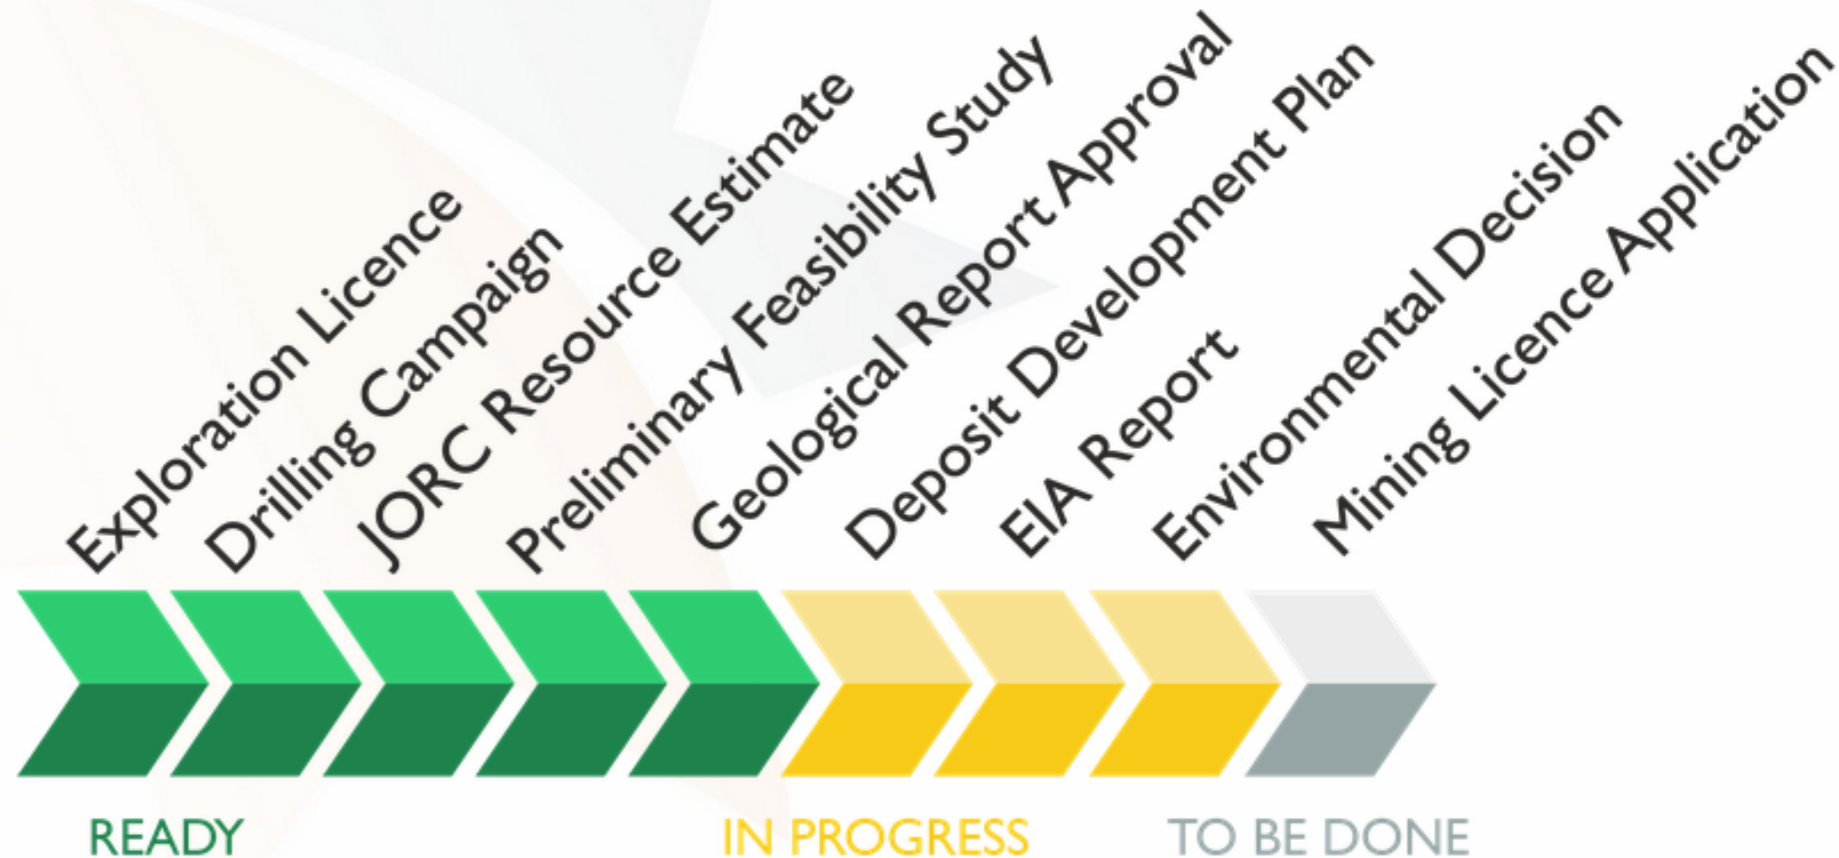 Exploration Licence
Drilling Campaign
JORC Resource Estimate
Preliminary Feasibility Study
Geological Report Approval
Deposit Development Plan
EIA Report
Environmental Decision
Mining Licence Application
READY
IN PROGRESS
TO BE DONE